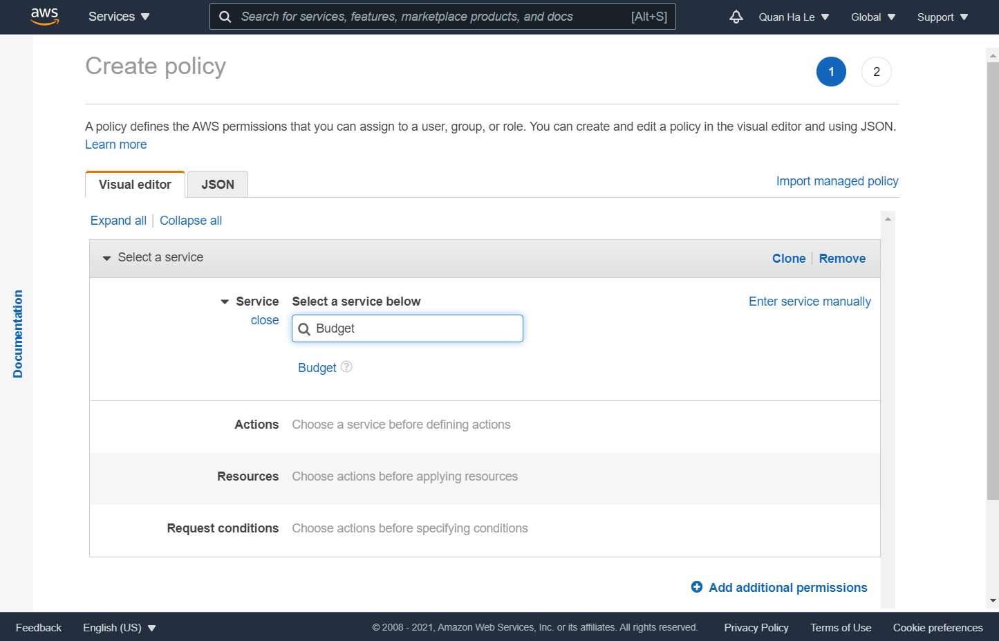 aws Services Search for services, features, marketplace products, and docs [Alt+S] Quan Ha Le Global Support
Create policy 1 2
A policy defines the AWS permissions that you can assign to a user, group, or role. You can create and edit a policy in the visual editor and using JSON.
Learn more
Visual editor JSON Import managed policy
Expand all Collapse all
Select a service Clone Remove
Service Select a service below Enter service manually
close Budget
Budget ?
Actions Choose a service before defining actions
Resources Choose actions before applying resources
Request conditions Choose actions before specifying conditions
Add additional permissions
Documentation
Feedback English (US) © 2008 - 2021, Amazon Web Services, Inc. or its affiliates. All rights reserved. Privacy Policy Terms of Use Cookie preferences